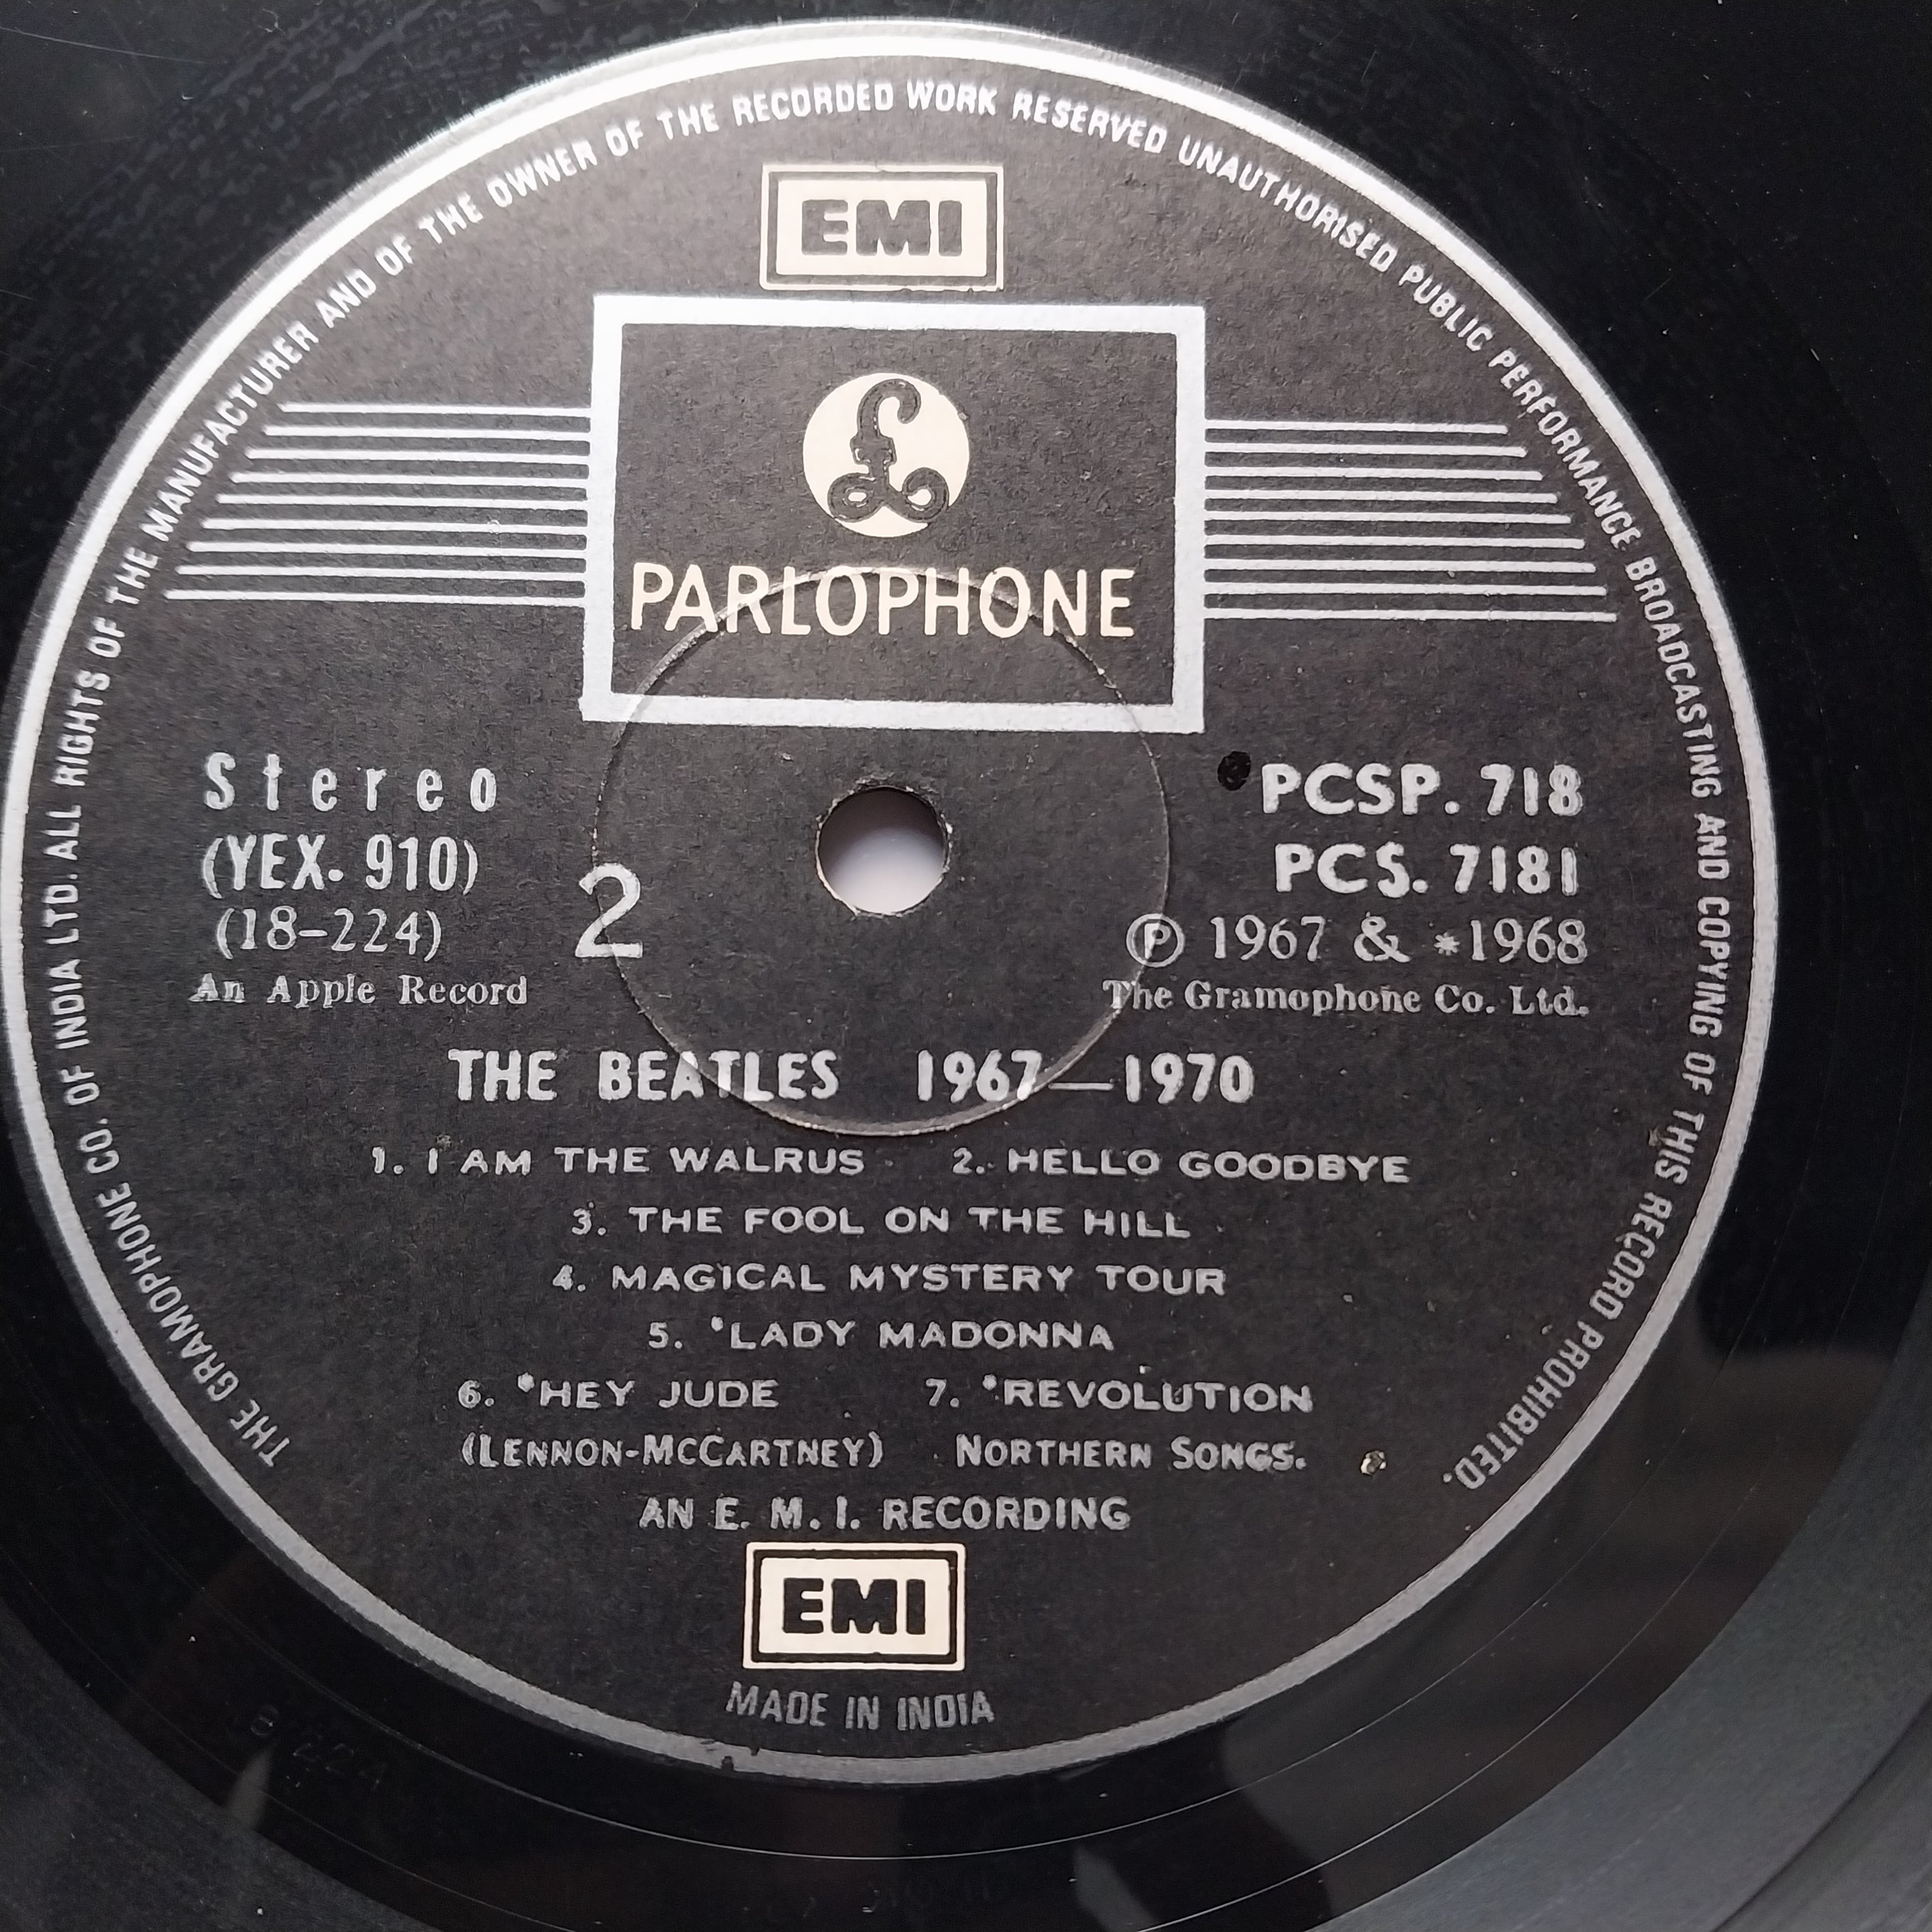 THE GRAMOPHONE CO. OF INDIA LTD. ALL RIGHTS OF THE MANUFACTURER AND OF THE OWNER OF THE RECORDED WORK RESERVED UNAUTHORISED PUBLIC PERFORMANCE BROADCASTING AND COPYING OF THIS RECORD PROHIBITED.
EMI
£
PARLOPHONE
Stereo
(YEX. 910)
(18-224)
An Apple Record
2
PCSP. 718
PCS. 7181
Ⓟ 1967 & *1968
The Gramophone Co. Ltd.
THE BEATLES 1967—1970
1. I AM THE WALRUS 2. HELLO GOODBYE
3. THE FOOL ON THE HILL
4. MAGICAL MYSTERY TOUR
5. *LADY MADONNA
6. *HEY JUDE 7. *REVOLUTION
(LENNON-MCCARTNEY) NORTHERN SONGS.
AN E. M. I. RECORDING
EMI
MADE IN INDIA